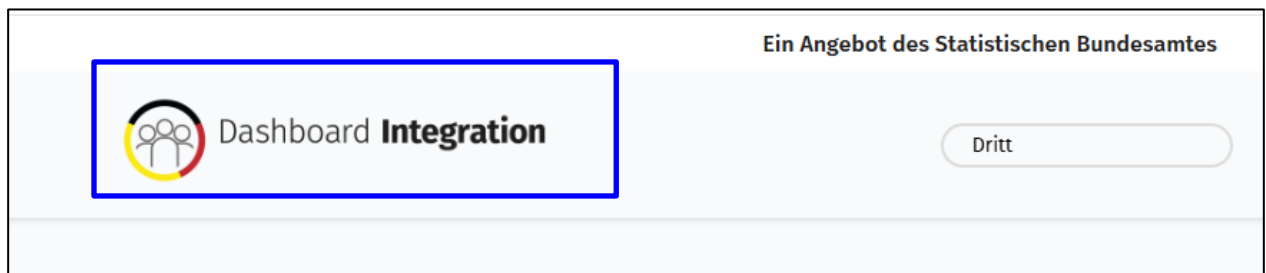 Ein Angebot des Statistischen Bundesamtes
Dashboard Integration
Dritt